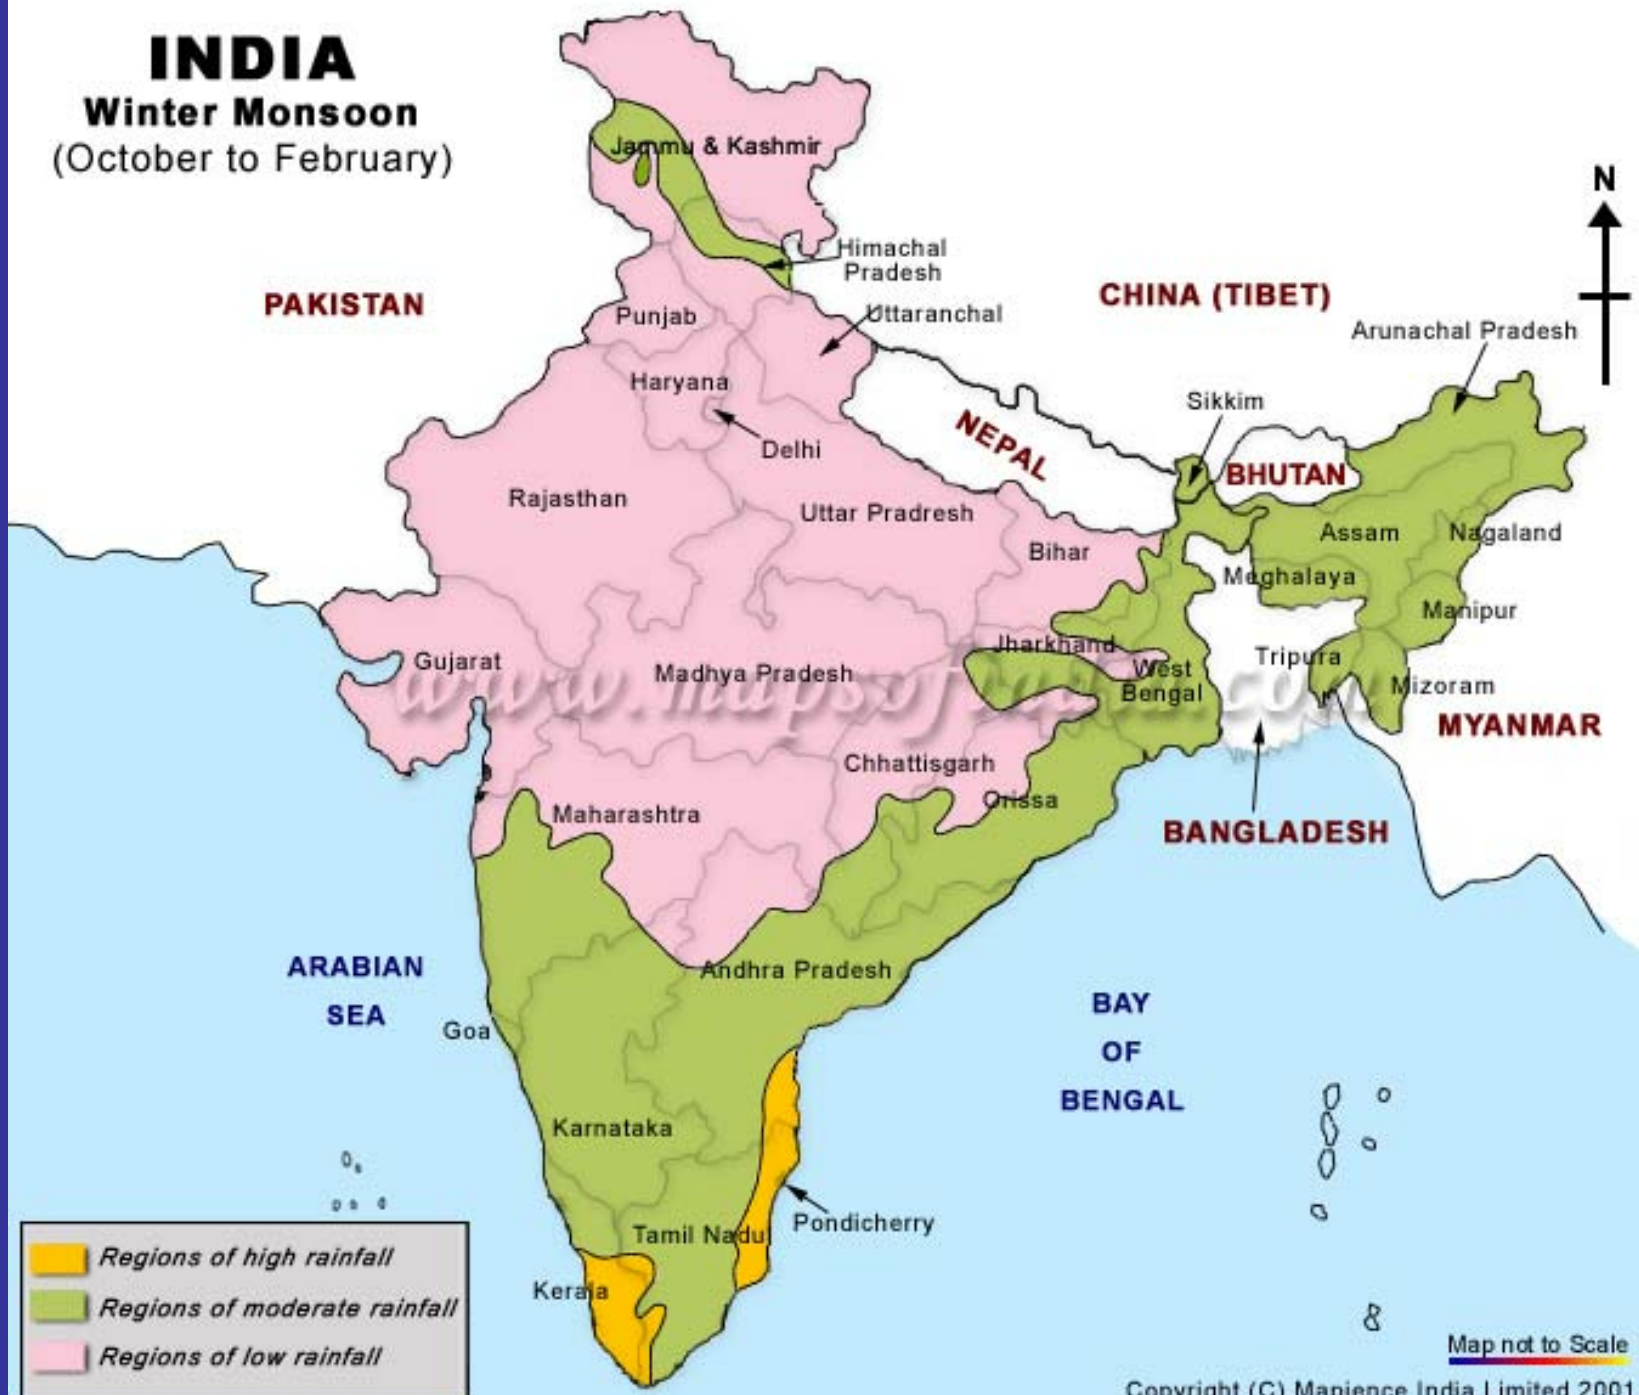 INDIA
Winter Monsoon
(October to February)
N
Jammu & Kashmir
Himachal
Pradesh
PAKISTAN
CHINA (TIBET)
Punjab
Uttaranchal
Arunachal Pradesh
Haryana
Sikkim
Delhi
NEPAL
BHUTAN
Rajasthan
Uttar Pradresh
Assam
Nagaland
Bihar
Meghalaya
Manipur
Jharkhand
Gujarat
Madhya Pradesh
West
Bengal
Tripura
Mizoram
www.mapsofindia.com
MYANMAR
Chhattisgarh
Orissa
Maharashtra
BANGLADESH
ARABIAN
SEA
Andhra Pradesh
BAY
OF
BENGAL
Goa
Karnataka
Tamil Nadu
Pondicherry
Kerala
Regions of high rainfall
Regions of moderate rainfall
Regions of low rainfall
Map not to Scale
Copyright (C) Mapience India Limited 2001